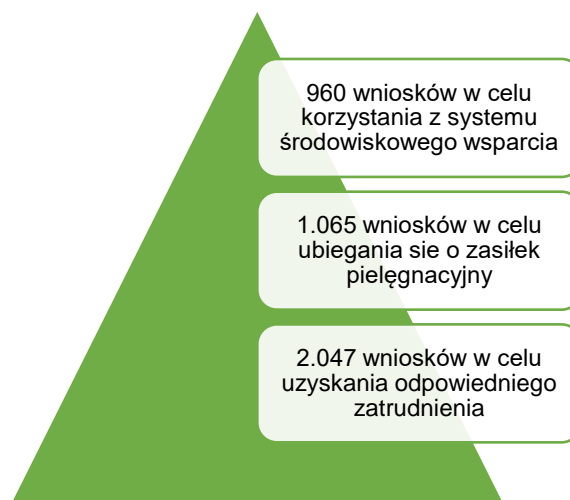 960 wniosków w celu
korzystania z systemu
środowiskowego wsparcia
1.065 wniosków w celu
ubiegania sie o zasiłek
pielęgnacyjny
2.047 wniosków w celu
uzyskania odpowiedniego
zatrudnienia